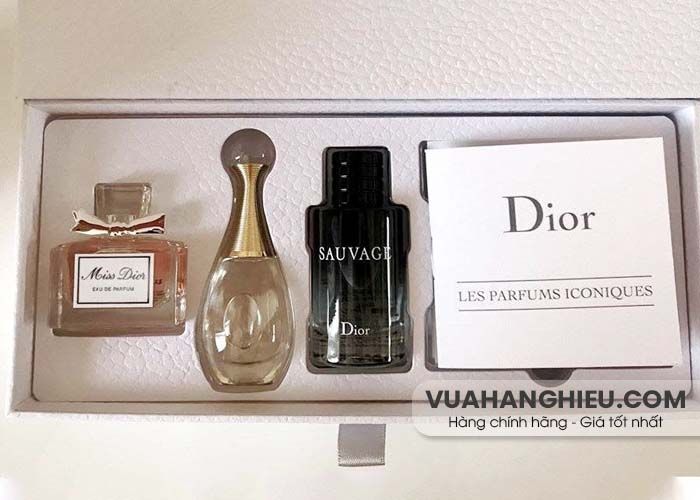 Miss Dior
EAU DE PARFUM
SAUVAGE
Dior
Dior
LES PARFUMS ICONIQUES
VUAHANGHIEU.COM
Hàng chính hãng - Giá tốt nhất